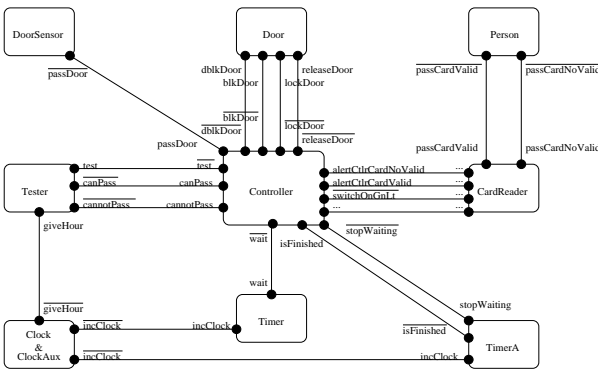 DoorSensor
Door
Person
passDoor
dblkDoor
releaseDoor
blkDoor
lockDoor
passCardValid
passCardNoValid
blkDoor
dblkDoor
lockDoor
releaseDoor
passDoor
passCardValid
passCardNoValid
test
test
alertCtlrCardNoValid
...
Tester
canPass
canPass
Controller
alertCtlrCardValid
...
CardReader
switchOnGnLt
...
cannotPass
cannotPass
...
...
giveHour
wait
isFinished
stopWaiting
wait
giveHour
stopWaiting
Clock
&
ClockAux
incClock
incClock
Timer
isFinished
TimerA
incClock
incClock